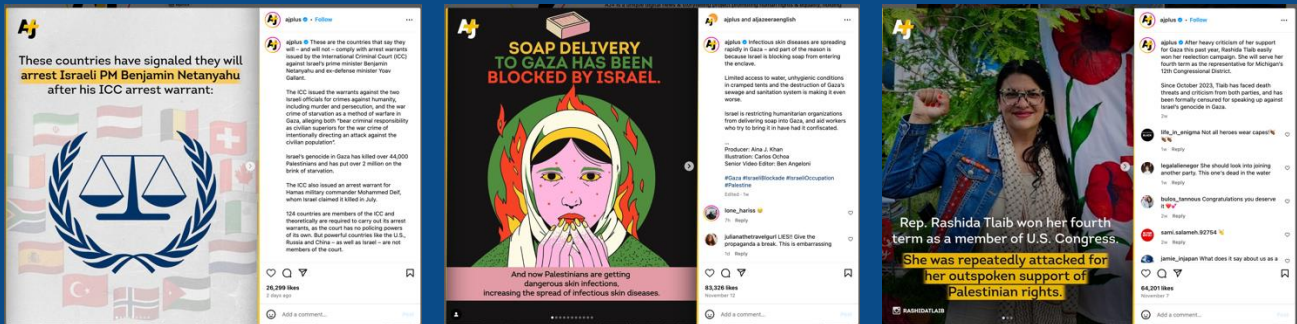 These countries have signaled they will
arrest Israeli PM Benjamin Netanyahu
after his ICC arrest warrant:
ajplus • Follow
ajplus These are the countries that say they
will – and will not – comply with arrest warrants
issued by the International Criminal Court (ICC)
against Israel's prime minister Benjamin
Netanyahu and ex-defense minister Yoav
Gallant.
The ICC issued the warrants against the two
Israeli officials for crimes against humanity,
including murder and persecution, and the war
crime of starvation as a method of warfare in
Gaza, alleging both "bear criminal responsibility
as civilian superiors for the war crime of
intentionally directing an attack against the
civilian population".
Israel's genocide in Gaza has killed over 44,000
Palestinians and has put over 2 million on the
brink of starvation.
The ICC also issued an arrest warrant for
Hamas military commander Mohammed Deif,
whom Israel claimed it killed in July.
124 countries are members of the ICC and
theoretically are required to carry out its arrest
warrants, as the court has no policing powers
of its own. But powerful countries like the U.S.,
Russia and China – as well as Israel – are not
members of the court.
26,299 likes
2 days ago
Add a comment...
SOAP DELIVERY
TO GAZA HAS BEEN
BLOCKED BY ISRAEL.
And now Palestinians are getting
dangerous skin infections,
increasing the spread of infectious skin diseases.
ajplus and aljazeeraenglish
ajplus Infectious skin diseases are spreading
rapidly in Gaza – and part of the reason is
because Israel is blocking soap from entering
the enclave.
Limited access to water, unhygienic conditions
in cramped tents and the destruction of Gaza's
sewage and sanitation system is making it even
worse.
Israel is restricting humanitarian organizations
from delivering soap into Gaza, and aid workers
who try to bring it in have had it confiscated.
...
Producer: Aina J. Khan
Illustration: Carlos Ochoa
Senior Video Editor: Ben Angeloni
#Gaza #IsraeliBlockade #IsraeliOccupation
#Palestine
Edited · 1w
lone_hariss
7h Reply
julianathetravelgurl LIES!! Give the
propaganda a break. This is embarrassing
1d Reply
83,326 likes
November 12
Add a comment...
Rep. Rashida Tlaib won her fourth
term as a member of U.S. Congress.
She was repeatedly attacked for
her outspoken support of
Palestinian rights.
RASHIDATLAIB
ajplus • Follow
ajplus After heavy criticism of her support
for Gaza this past year, Rashida Tlaib easily
won her reelection campaign. She will serve her
fourth term as the representative for Michigan's
12th Congressional District.
Since October 2023, Tlaib has faced death
threats and criticism from both parties, and has
been formally censured for speaking up against
Israel's genocide in Gaza.
2w
life_in_enigma Not all heroes wear capes!
1w Reply
legalalieneger She should look into joining
another party. This one's dead in the water
1w Reply
bulos_tannous Congratulations you deserve
it
2w Reply
sami.salameh.92754
2w Reply
jamie_injapan What does it say about us as a
64,201 likes
November 7
Add a comment...